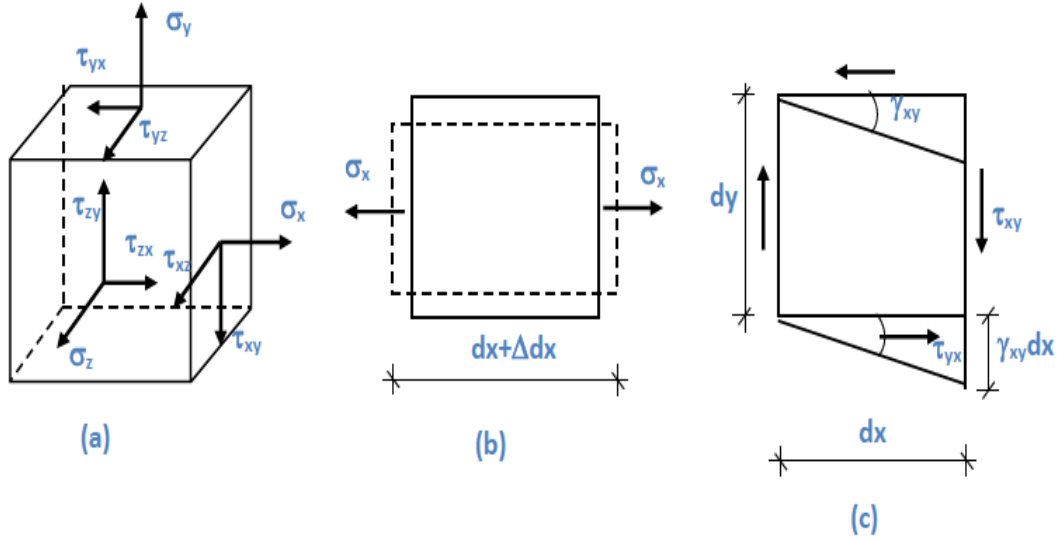 σy
τyx
τyz
τzy
σx
τzx
τxz
σz
τxy
(a)
σx
σx
dx+Δdx
(b)
γxy
dy
τxy
τyx
γxydx
dx
(c)